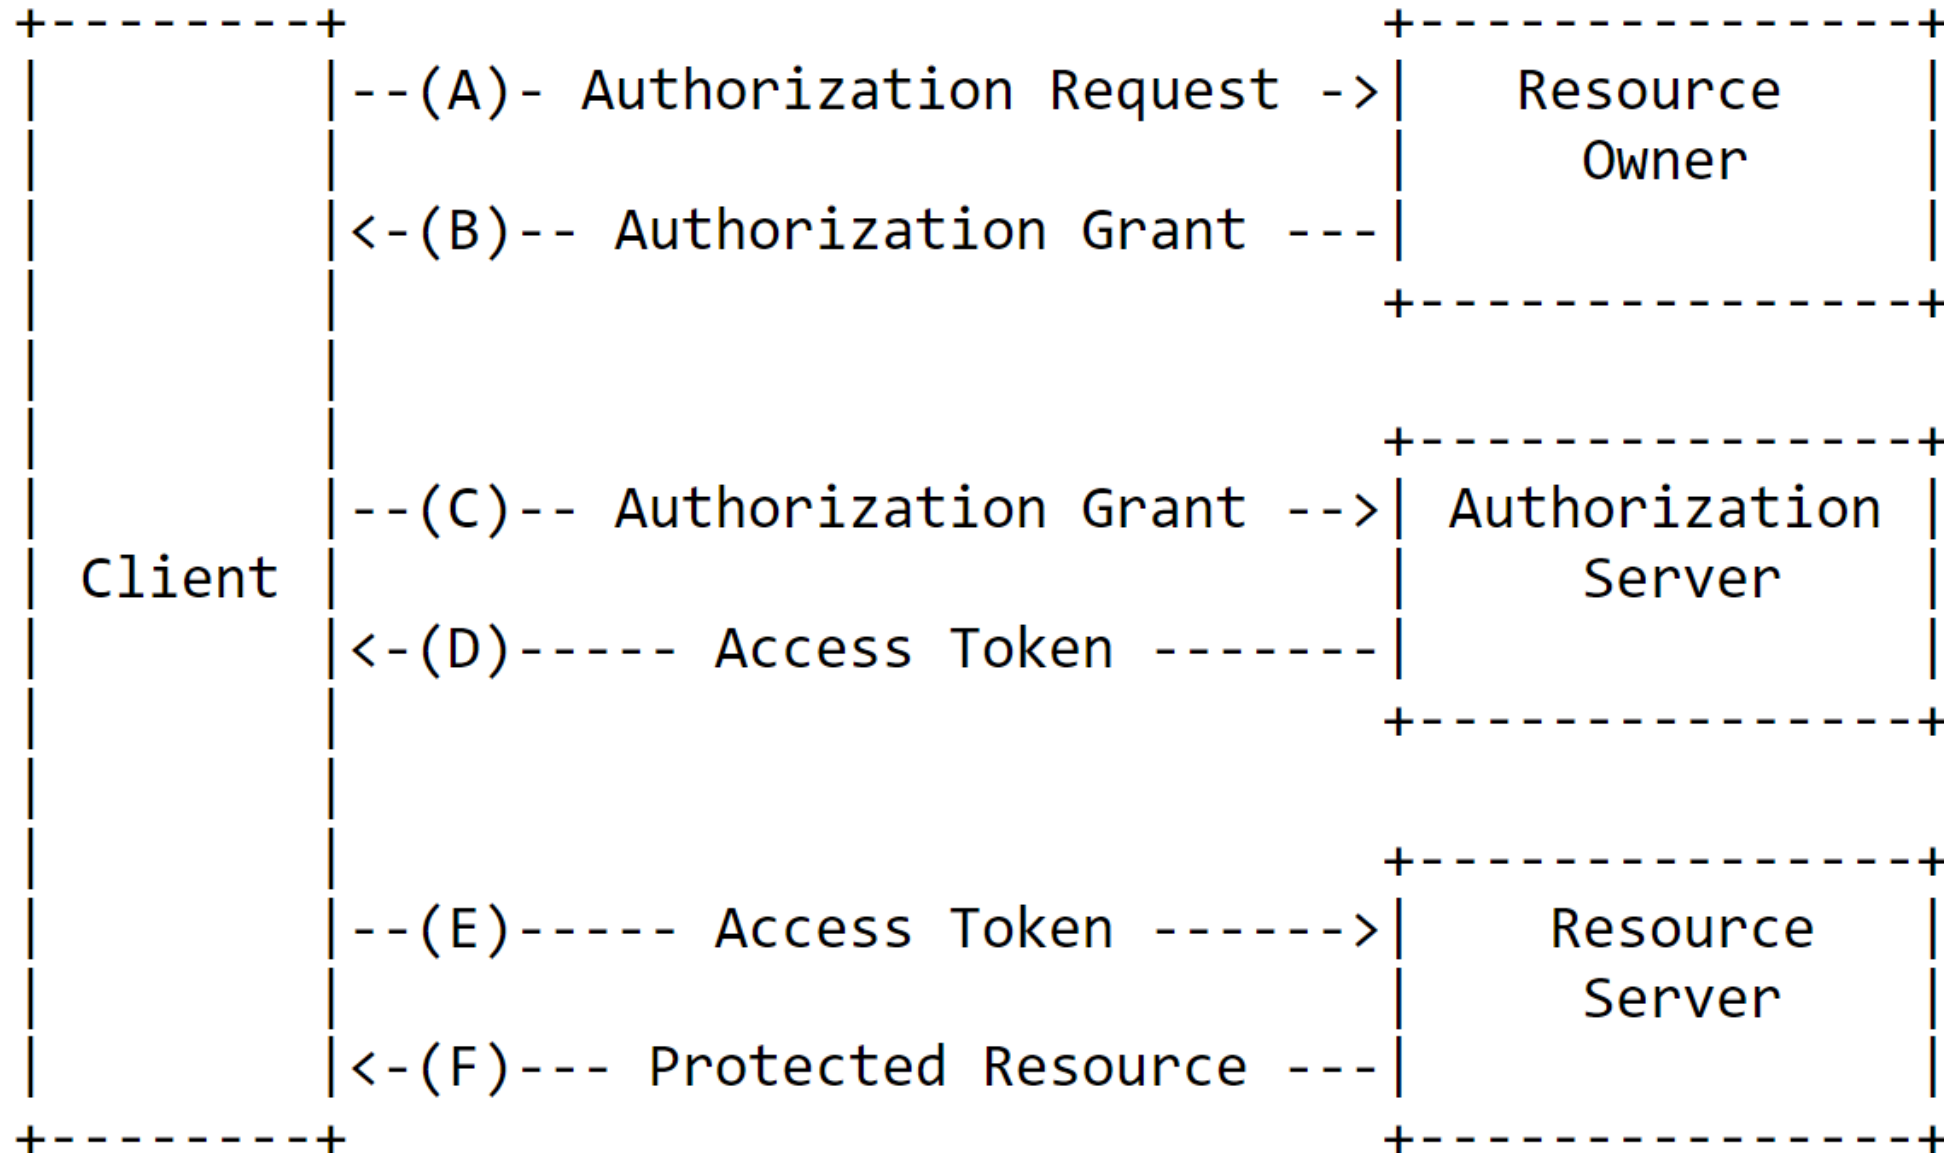 +--------+                               +---------------+
|        |--(A)- Authorization Request ->|   Resource    |
|        |                               |     Owner     |
|        |<-(B)-- Authorization Grant ---|               |
|        |                               +---------------+
|        |
|        |                               +---------------+
|        |--(C)-- Authorization Grant -->| Authorization |
| Client |                               |     Server    |
|        |<-(D)----- Access Token -------|               |
|        |                               +---------------+
|        |
|        |                               +---------------+
|        |--(E)----- Access Token ------>|    Resource   |
|        |                               |     Server    |
|        |<-(F)--- Protected Resource ---|               |
+--------+                               +---------------+